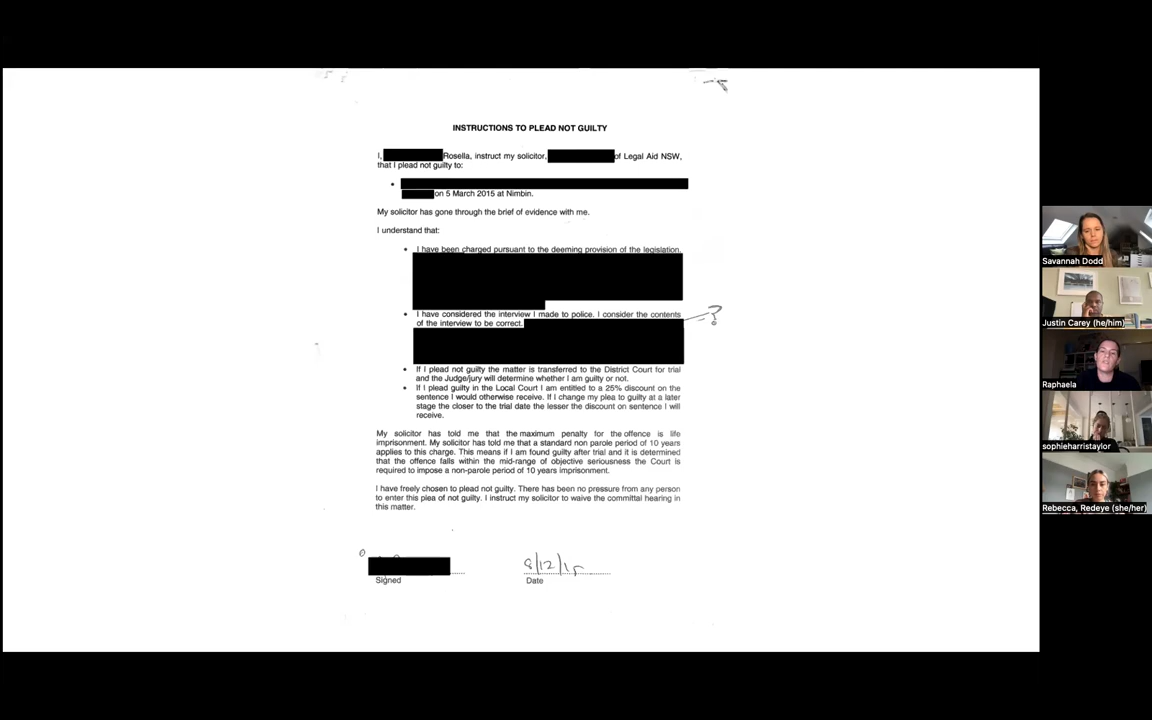 INSTRUCTIONS TO PLEAD NOT GUILTY
I, Rosella, instruct my solicitor, of Legal Aid NSW,
that I plead not guilty to:
•
on 5 March 2015 at Nimbin.
My solicitor has gone through the brief of evidence with me.
I understand that:
• I have been charged pursuant to the deeming provision of the legislation.
• I have considered the interview I made to police. I consider the contents
of the interview to be correct.
?
• If I plead not guilty the matter is transferred to the District Court for trial
and the Judge/jury will determine whether I am guilty or not.
• If I plead guilty in the Local Court I am entitled to a 25% discount on the
sentence I would otherwise receive. If I change my plea to guilty at a later
stage the closer to the trial date the lesser the discount on sentence I will
receive.
My solicitor has told me that the maximum penalty for the offence is life
imprisonment. My solicitor has told me that a standard non parole period of 10 years
applies to this charge. This means if I am found guilty after trial and it is determined
that the offence falls within the mid-range of objective seriousness the Court is
required to impose a non-parole period of 10 years imprisonment.
I have freely chosen to plead not guilty. There has been no pressure from any person
to enter this plea of not guilty. I instruct my solicitor to waive the committal hearing in
this matter.
8/12/15
Signed Date
Savannah Dodd
Justin Carey (he/him)
Raphaela
sophieharristaylor
Rebecca, Redeye (she/her)